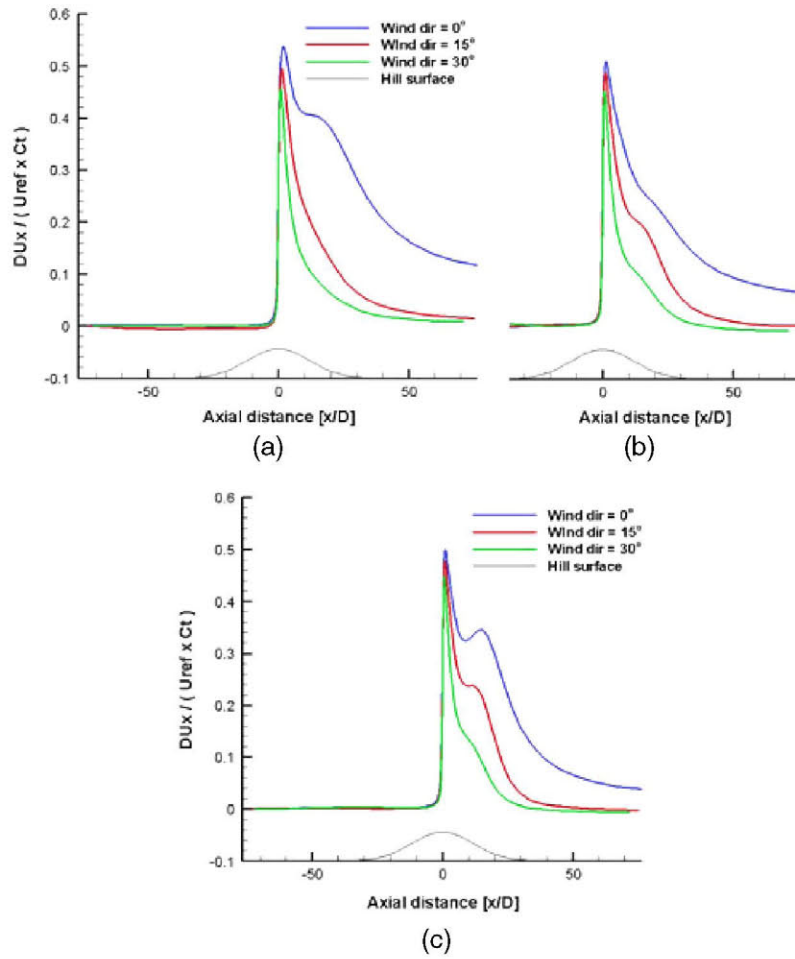 0.6
0.5
0.4
0.3
0.2
0.1
0
-0.1
DUx / ( Uref x Ct )
Wind dir = 0°
WInd dir = 15°
Wind dir = 30°
Hill surface
-50 0 50
Axial distance [x/D]
(a)
0 50
Axial distance [x/D]
(b)
0.6
0.5
0.4
0.3
0.2
0.1
0
-0.1
DUx / ( Uref x Ct )
Wind dir = 0°
WInd dir = 15°
Wind dir = 30°
Hill surface
-50 0 50
Axial distance [x/D]
(c)